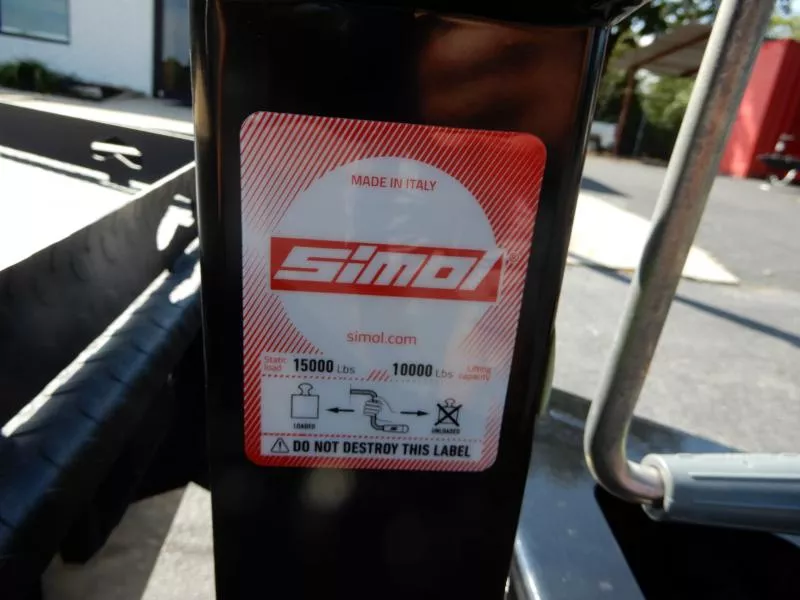 MADE IN ITALY
simol®
simol.com
Static load 15000 Lbs 10000 Lbs Lifting capacity
LOADED UNLOADED
DO NOT DESTROY THIS LABEL